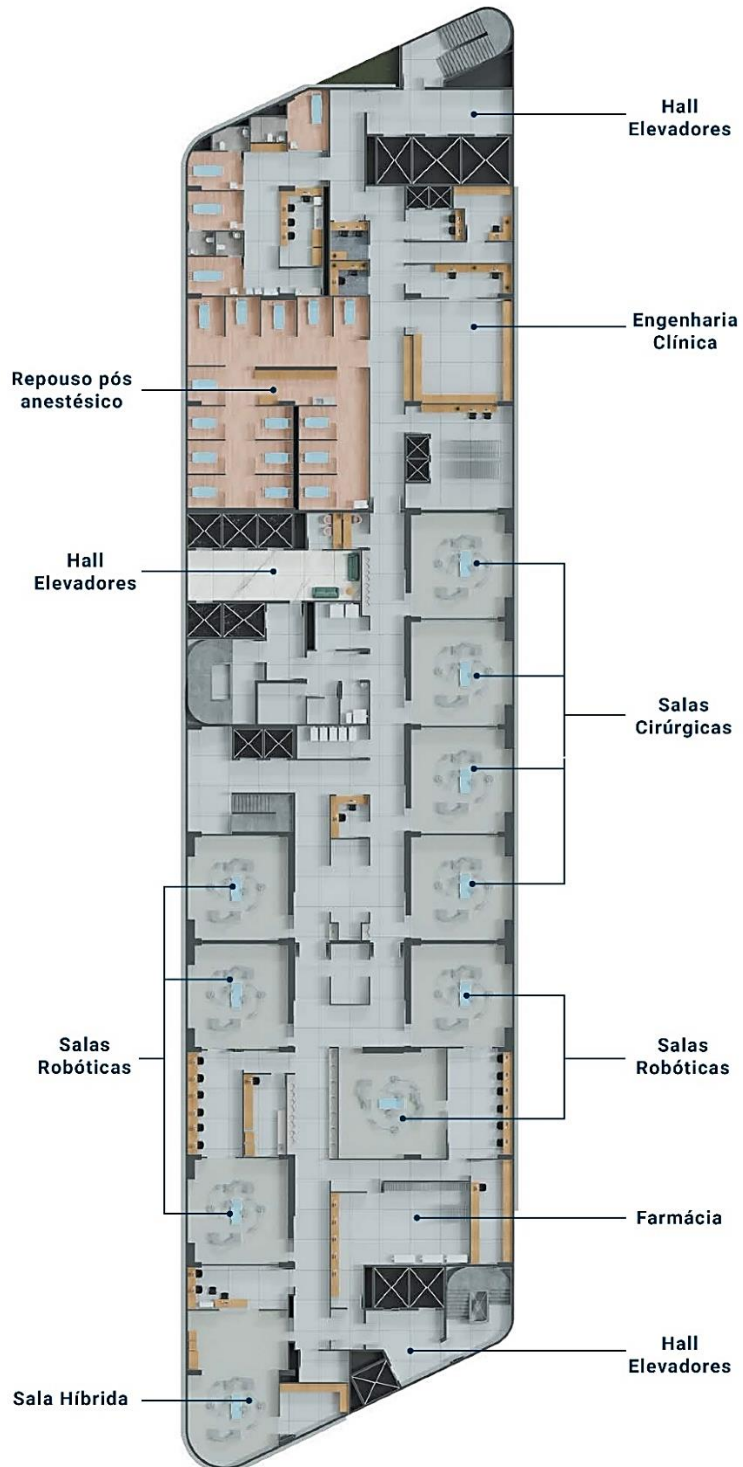 Hall
Elevadores
Engenharia
Clínica
Repouso pós
anestésico
Hall
Elevadores
Salas
Cirúrgicas
Salas
Robóticas
Salas
Robóticas
Farmácia
Hall
Elevadores
Sala Híbrida